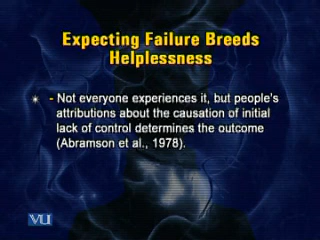 Expecting Failure Breeds
Helplessness
- Not everyone experiences it, but people's
attributions about the causation of initial
lack of control determines the outcome
(Abramson et al., 1978).
VU